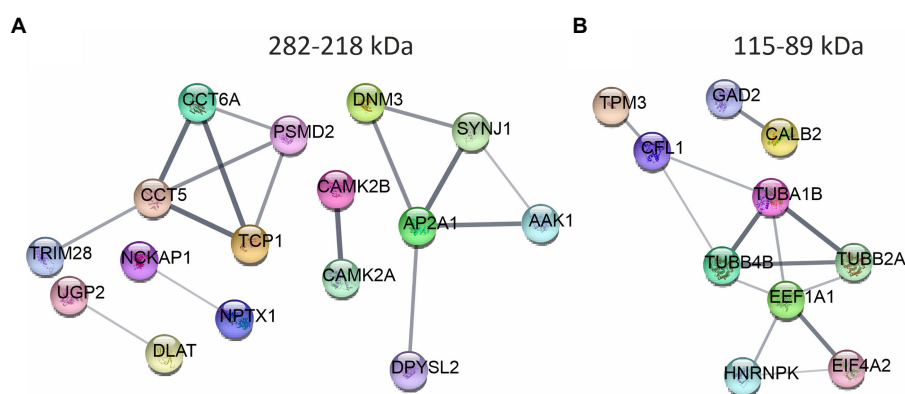 A
282-218 kDa
CCT6A
PSMD2
CCT5
TCP1
TRIM28
NCKAP1
UGP2
NPTX1
DLAT
CAMK2B
CAMK2A
DNM3
SYNJ1
AP2A1
AAK1
DPYSL2
B
115-89 kDa
TPM3
GAD2
CALB2
CFL1
TUBA1B
TUBB4B
TUBB2A
EEF1A1
HNRNPK
EIF4A2